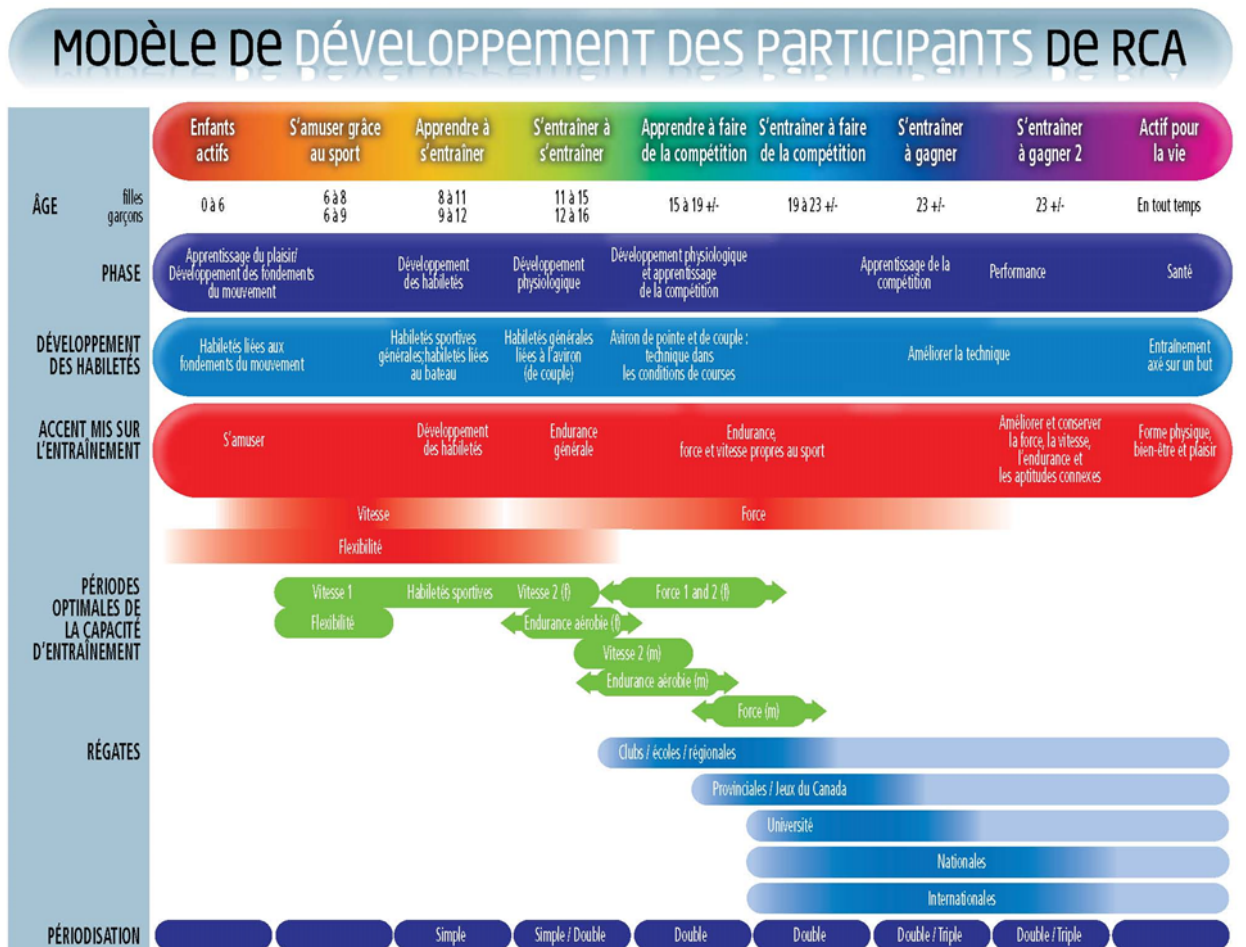 MODÈLE DE DÉVELOPPEMENT DES PARTICIPANTS DE RCA
Enfants
actifs
S'amuser grâce
au sport
Apprendre à
s'entraîner
S'entraîner à
s'entraîner
Apprendre à faire
de la compétition
S'entraîner à faire
de la compétition
S'entraîner
à gagner
S'entraîner
à gagner 2
Actif pour
la vie
ÂGE
filles
garçons
0 à 6
6 à 8
6 à 9
8 à 11
9 à 12
11 à 15
12 à 16
15 à 19 +/-
19 à 23 +/-
23 +/-
23 +/-
En tout temps
PHASE
Apprentissage du plaisir/
Développement des fondements
du mouvement
Développement
des habiletés
Développement
physiologique
Développement physiologique
et apprentissage
de la compétition
Apprentissage de la
compétition
Performance
Santé
DÉVELOPPEMENT
DES HABILETÉS
Habiletés liées aux
fondements du mouvement
Habiletés sportives
générales;habiletés liées
au bateau
Habiletés générales
liées à l'aviron
(de couple)
Aviron de pointe et de couple :
technique dans
les conditions de courses
Améliorer la technique
Entraînement
axé sur un but
ACCENT MIS SUR
L'ENTRAÎNEMENT
S'amuser
Développement
des habiletés
Endurance
générale
Endurance,
force et vitesse propres au sport
Améliorer et conserver
la force, la vitesse,
l'endurance et
les aptitudes connexes
Forme physique,
bien-être et plaisir
Vitesse
Force
Flexibilité
PÉRIODES
OPTIMALES DE
LA CAPACITÉ
D'ENTRAÎNEMENT
Vitesse 1
Habiletés sportives
Vitesse 2 (f)
Force 1 and 2 (f)
Flexibilité
Endurance aérobie (f)
Vitesse 2 (m)
Endurance aérobie (m)
Force (m)
RÉGATES
Clubs / écoles / régionales
Provinciales / Jeux du Canada
Université
Nationales
Internationales
PÉRIODISATION
Simple
Simple / Double
Double
Double
Double / Triple
Double / Triple